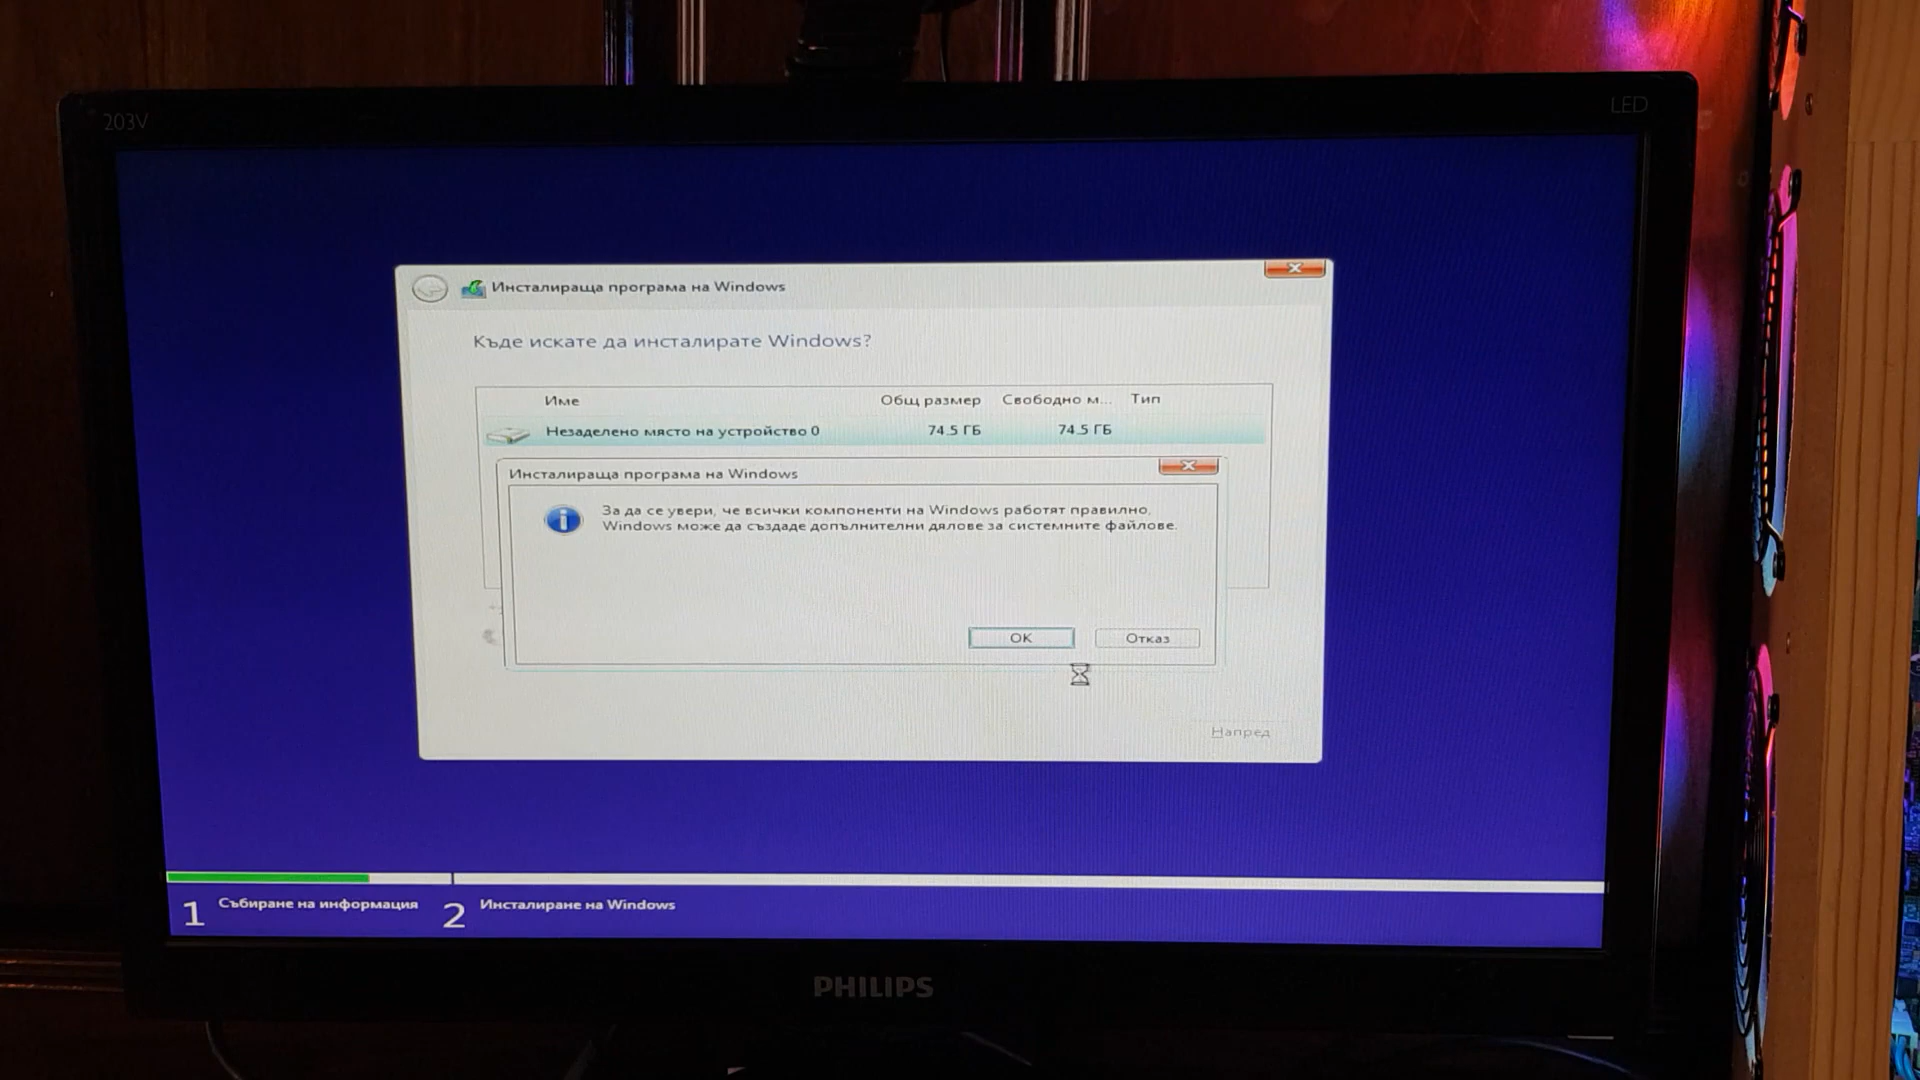 203V
LED
Инсталираща програма на Windows
Къде искате да инсталирате Windows?
Име Общ размер Свободно м... Тип
Незаделено място на устройство 0 74.5 ГБ 74.5 ГБ
Инсталираща програма на Windows
За да се увери, че всички компоненти на Windows работят правилно,
Windows може да създаде допълнителни дялове за системните файлове.
OK Отказ
Напред
1 Събиране на информация 2 Инсталиране на Windows
PHILIPS